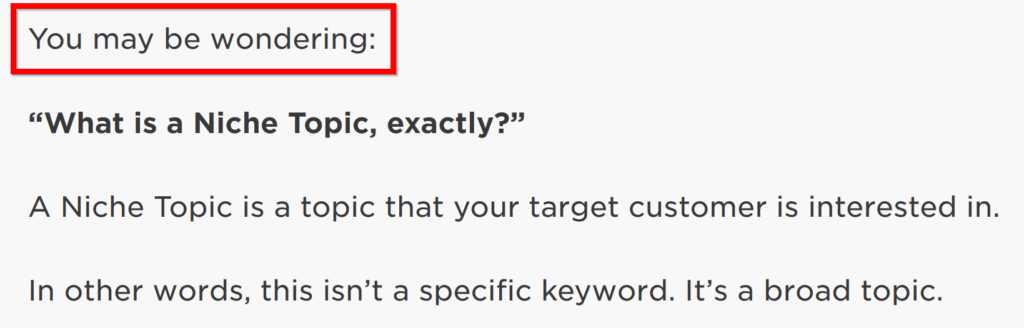 You may be wondering:
“What is a Niche Topic, exactly?”
A Niche Topic is a topic that your target customer is interested in.
In other words, this isn’t a specific keyword. It’s a broad topic.